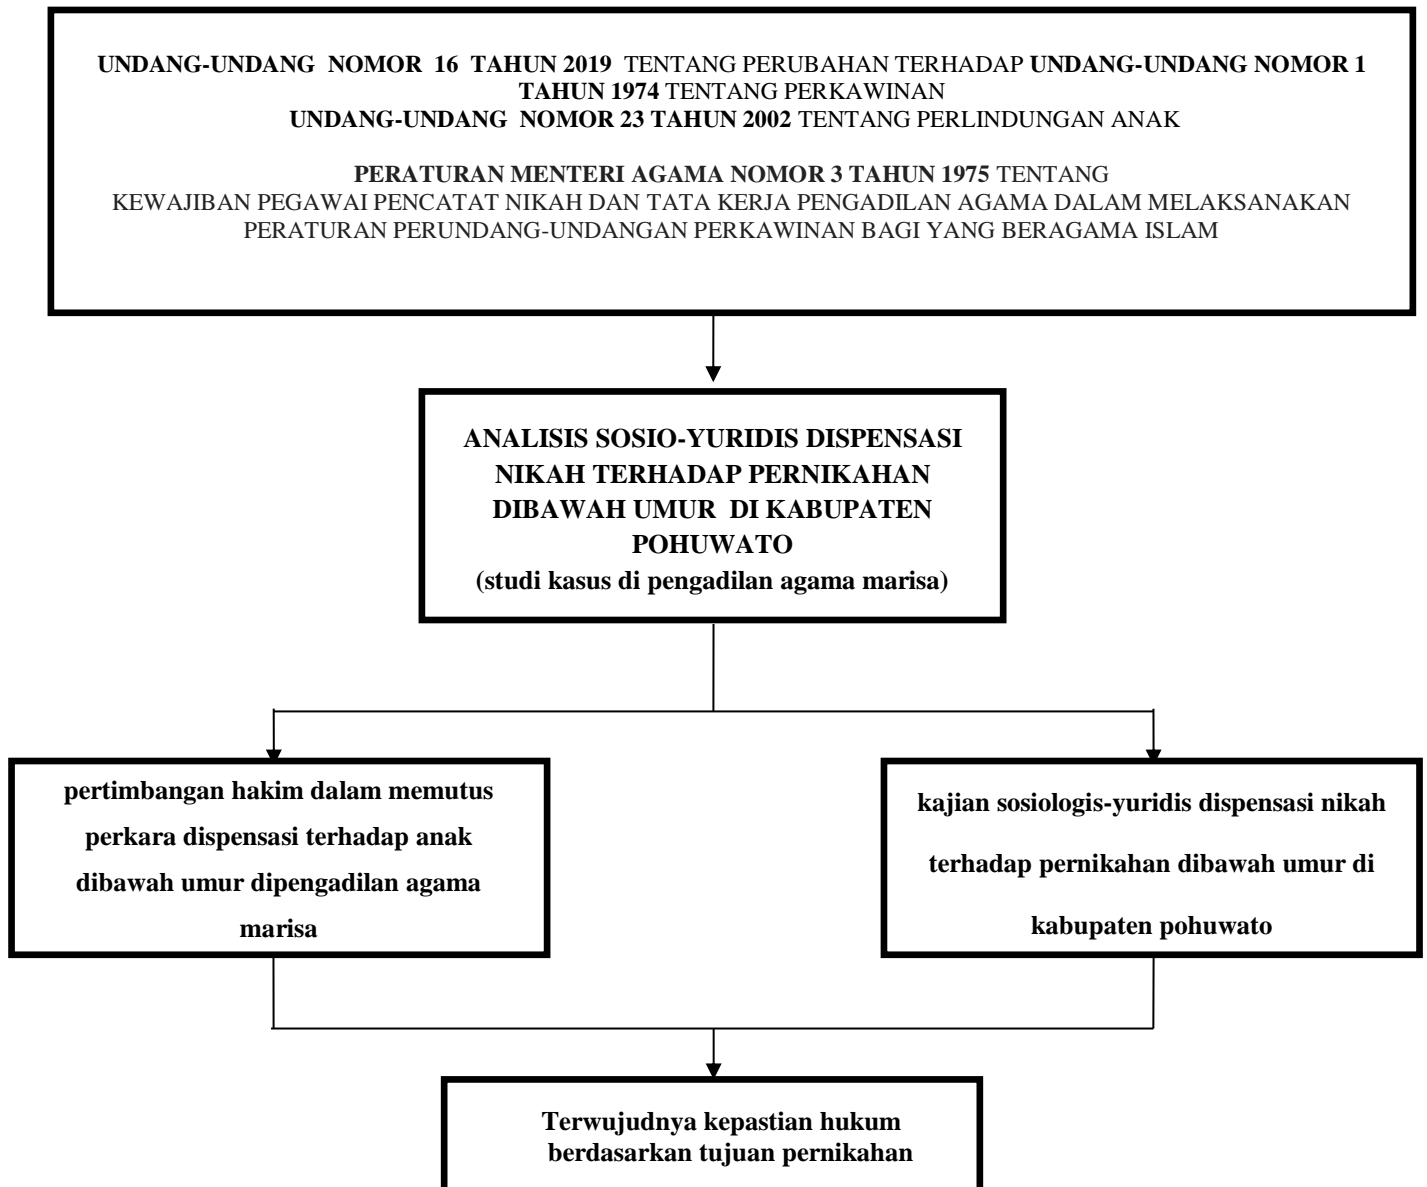 UNDANG-UNDANG NOMOR 16 TAHUN 2019 TENTANG PERUBAHAN TERHADAP UNDANG-UNDANG NOMOR 1
TAHUN 1974 TENTANG PERKAWINAN
UNDANG-UNDANG NOMOR 23 TAHUN 2002 TENTANG PERLINDUNGAN ANAK
PERATURAN MENTERI AGAMA NOMOR 3 TAHUN 1975 TENTANG
KEWAJIBAN PEGAWAI PENCATAT NIKAH DAN TATA KERJA PENGADILAN AGAMA DALAM MELAKSANAKAN
PERATURAN PERUNDANG-UNDANGAN PERKAWINAN BAGI YANG BERAGAMA ISLAM
ANALISIS SOSIO-YURIDIS DISPENSASI
NIKAH TERHADAP PERNIKAHAN
DIBAWAH UMUR DI KABUPATEN
POHUWATO
(studi kasus di pengadilan agama marisa)
pertimbangan hakim dalam memutus
perkara dispensasi terhadap anak
dibawah umur dipengadilan agama
marisa
kajian sosiologis-yuridis dispensasi nikah
terhadap pernikahan dibawah umur di
kabupaten pohuwato
Terwujudnya kepastian hukum
berdasarkan tujuan pernikahan